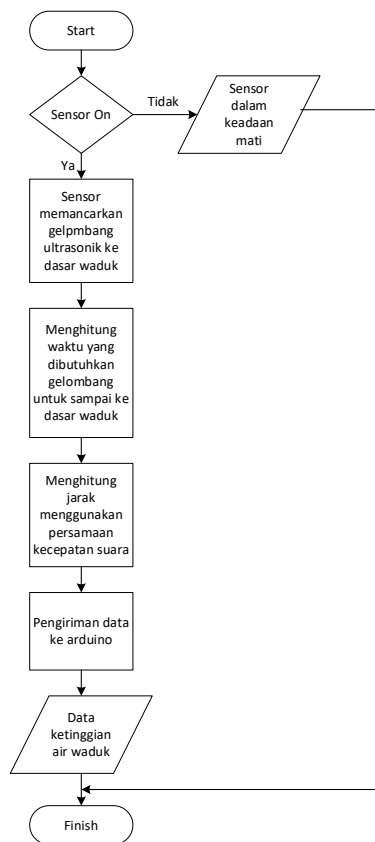 Start
Sensor On
Tidak
Sensor
dalam
keadaan
mati
Ya
Sensor
memancarkan
gelpmbang
ultrasonik ke
dasar waduk
Menghitung
waktu yang
dibutuhkan
gelombang
untuk sampai ke
dasar waduk
Menghitung
jarak
menggunakan
persamaan
kecepatan suara
Pengiriman data
ke arduino
Data
ketinggian
air waduk
Finish